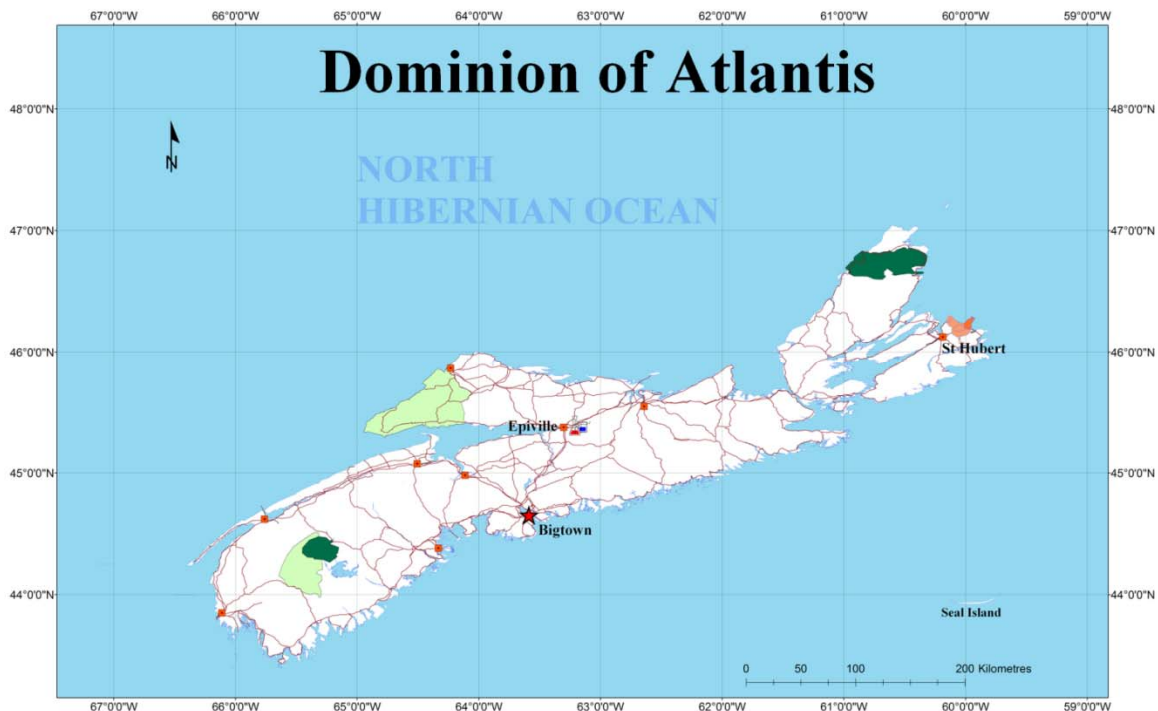 67°0'0"W 66°0'0"W 65°0'0"W 64°0'0"W 63°0'0"W 62°0'0"W 61°0'0"W 60°0'0"W 59°0'0"W
Dominion of Atlantis
48°0'0"N 48°0'0"N
N
NORTH
HIBERNIAN OCEAN
47°0'0"N 47°0'0"N
46°0'0"N 46°0'0"N
St Hubert
Epiville
45°0'0"N 45°0'0"N
Bigtown
44°0'0"N 44°0'0"N
Seal Island
0 50 100 200 Kilometres
67°0'0"W 66°0'0"W 65°0'0"W 64°0'0"W 63°0'0"W 62°0'0"W 61°0'0"W 60°0'0"W 59°0'0"W